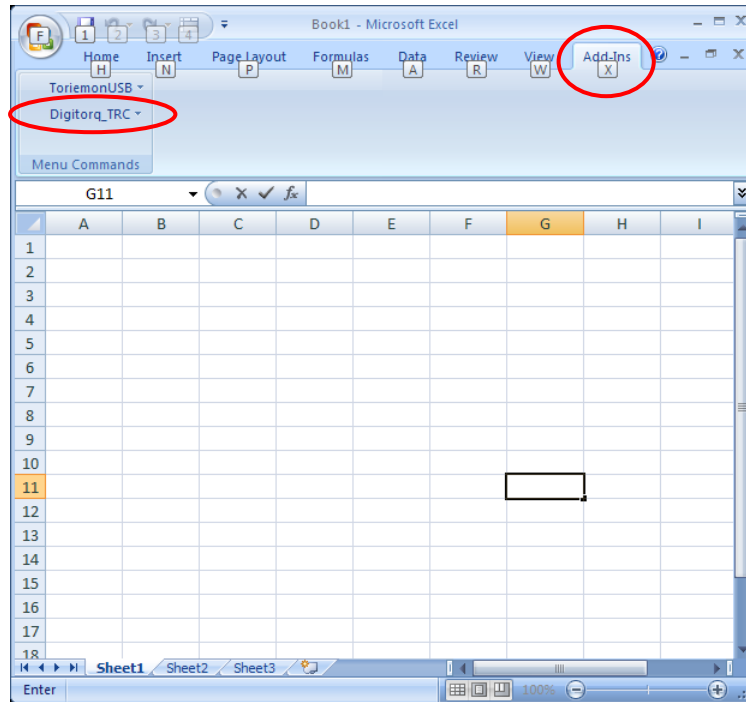 Book1 - Microsoft Excel
F 1 2 3 4
Home Insert Page Layout Formulas Data Review View Add-Ins
H N P M A R W X
ToriemonUSB
Digitorq_TRC
Menu Commands
G11 fx
A B C D E F G H I
1
2
3
4
5
6
7
8
9
10
11
12
13
14
15
16
17
18
Sheet1 Sheet2 Sheet3
Enter 100%